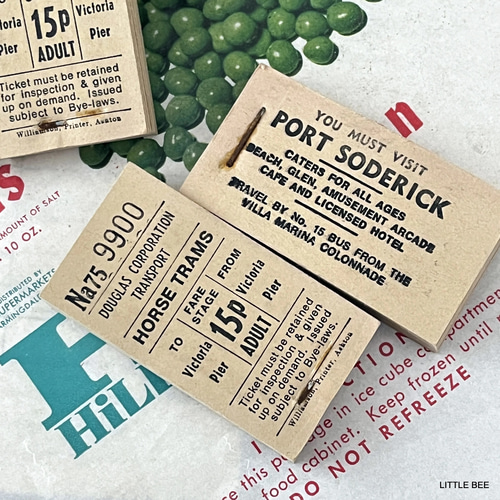 Victoria
Pier
15p
ADULT
Victoria
Pier
Ticket must be retained
for inspection & given
up on demand. Issued
subject to Bye-laws.
Williamson, Printer, Ashton
YOU MUST VISIT
PORT SODERICK
CATERS FOR ALL AGES
BEACH, GLEN, AMUSEMENT ARCADE
CAFE AND LICENSED HOTEL
TRAVEL BY No. 15 BUS FROM THE
VILLA MARINA COLONNADE
Na75 9900
DOUGLAS CORPORATION
TRANSPORT
HORSE TRAMS
TO
FARE
STAGE
FROM
Victoria
Pier
15p
ADULT
Victoria
Pier
Ticket must be retained
for inspection & given
up on demand. Issued
subject to Bye-laws.
Williamson, Printer, Ashton
AMOUNT OF SALT
10 OZ.
DISTRIBUTED BY
SUPERMARKETS
HILL
in ice cube compartment
food cabinet. Keep frozen until
DO NOT REFREEZE
LITTLE BEE